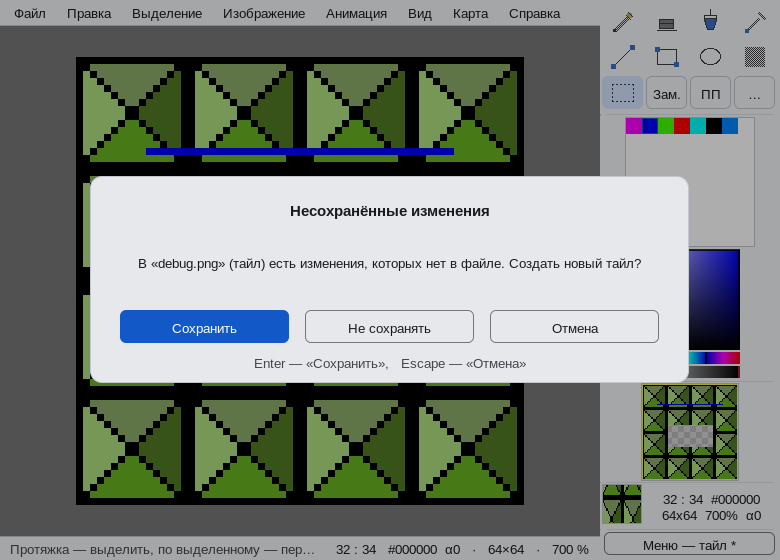 Файл Правка Выделение Изображение Анимация Вид Карта Справка
Зам. ПП ...
Несохранённые изменения
В «debug.png» (тайл) есть изменения, которых нет в файле. Создать новый тайл?
Сохранить Не сохранять Отмена
Enter — «Сохранить», Escape — «Отмена»
32 : 34 #000000
64x64 700% α0
Меню — тайл *
Протяжка — выделить, по выделенному — пер… 32 : 34 #000000 α0 · 64×64 · 700 %